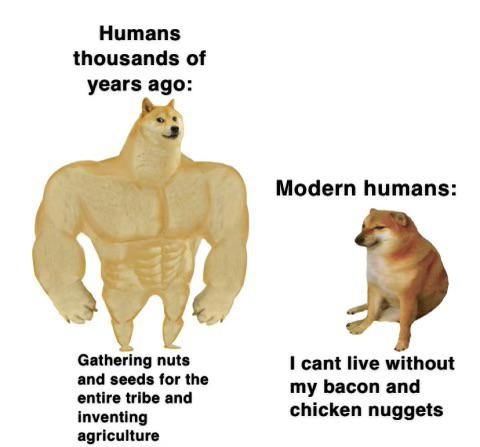 Humans
thousands of
years ago:
Modern humans:
Gathering nuts
and seeds for the
entire tribe and
inventing
agriculture
I cant live without
my bacon and
chicken nuggets